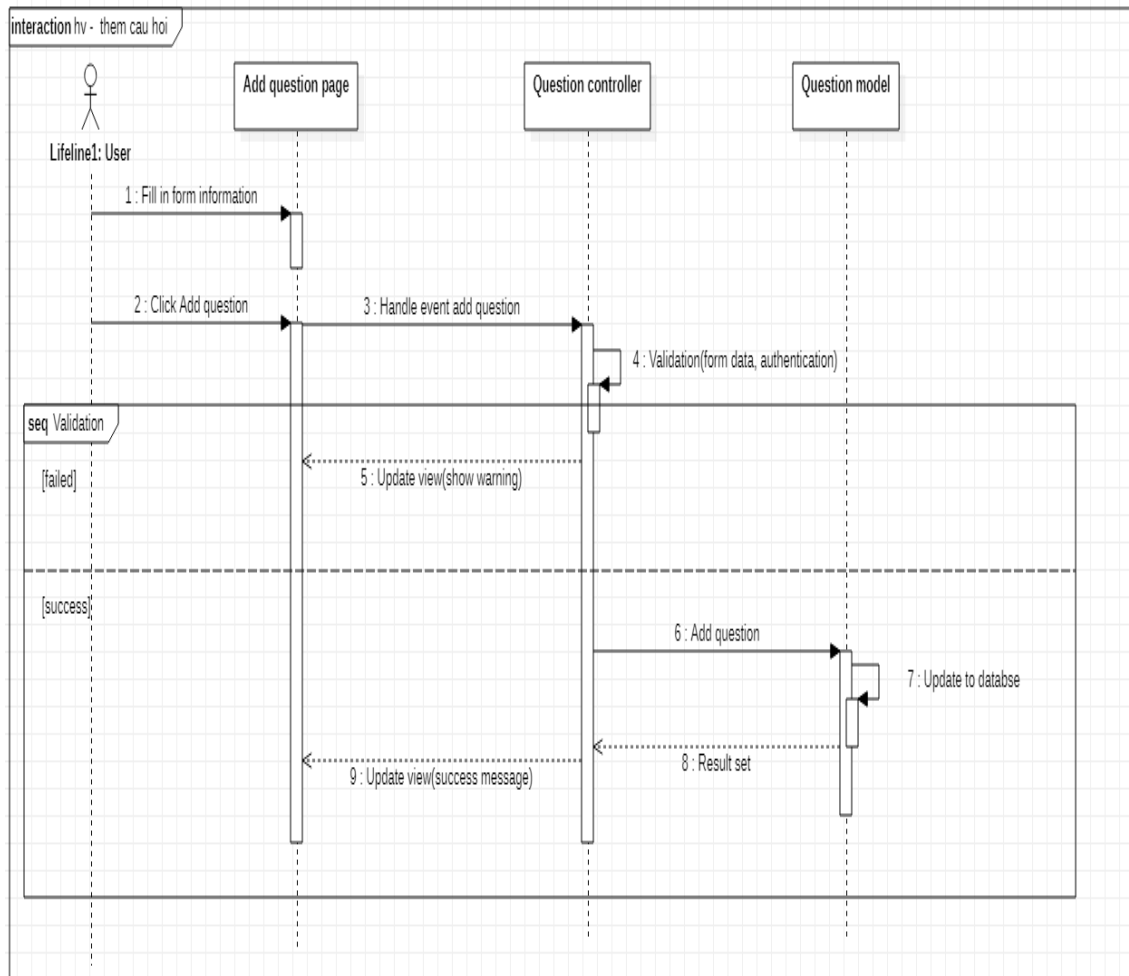 interaction hv - them cau hoi
Add question page
Question controller
Question model
Lifeline1: User
1 : Fill in form information
2 : Click Add question
3 : Handle event add question
4 : Validation(form data, authentication)
seq Validation
[failed]
5 : Update view(show warning)
[success]
6 : Add question
7 : Update to databse
8 : Result set
9 : Update view(success message)